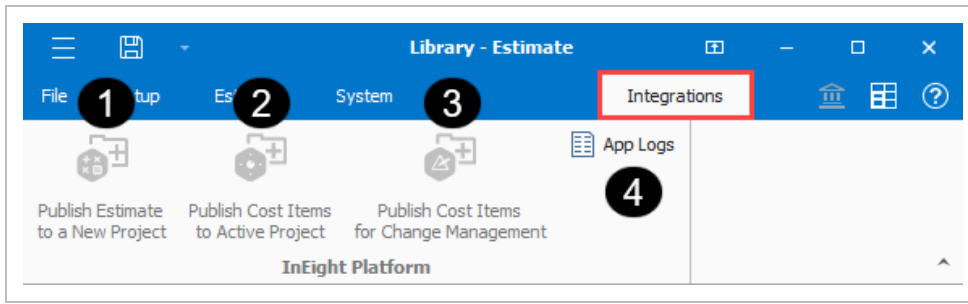 Library - Estimate
File 1 tup Es 2 System 3 Integrations
App Logs
4
Publish Estimate
to a New Project
Publish Cost Items
to Active Project
Publish Cost Items
for Change Management
InEight Platform